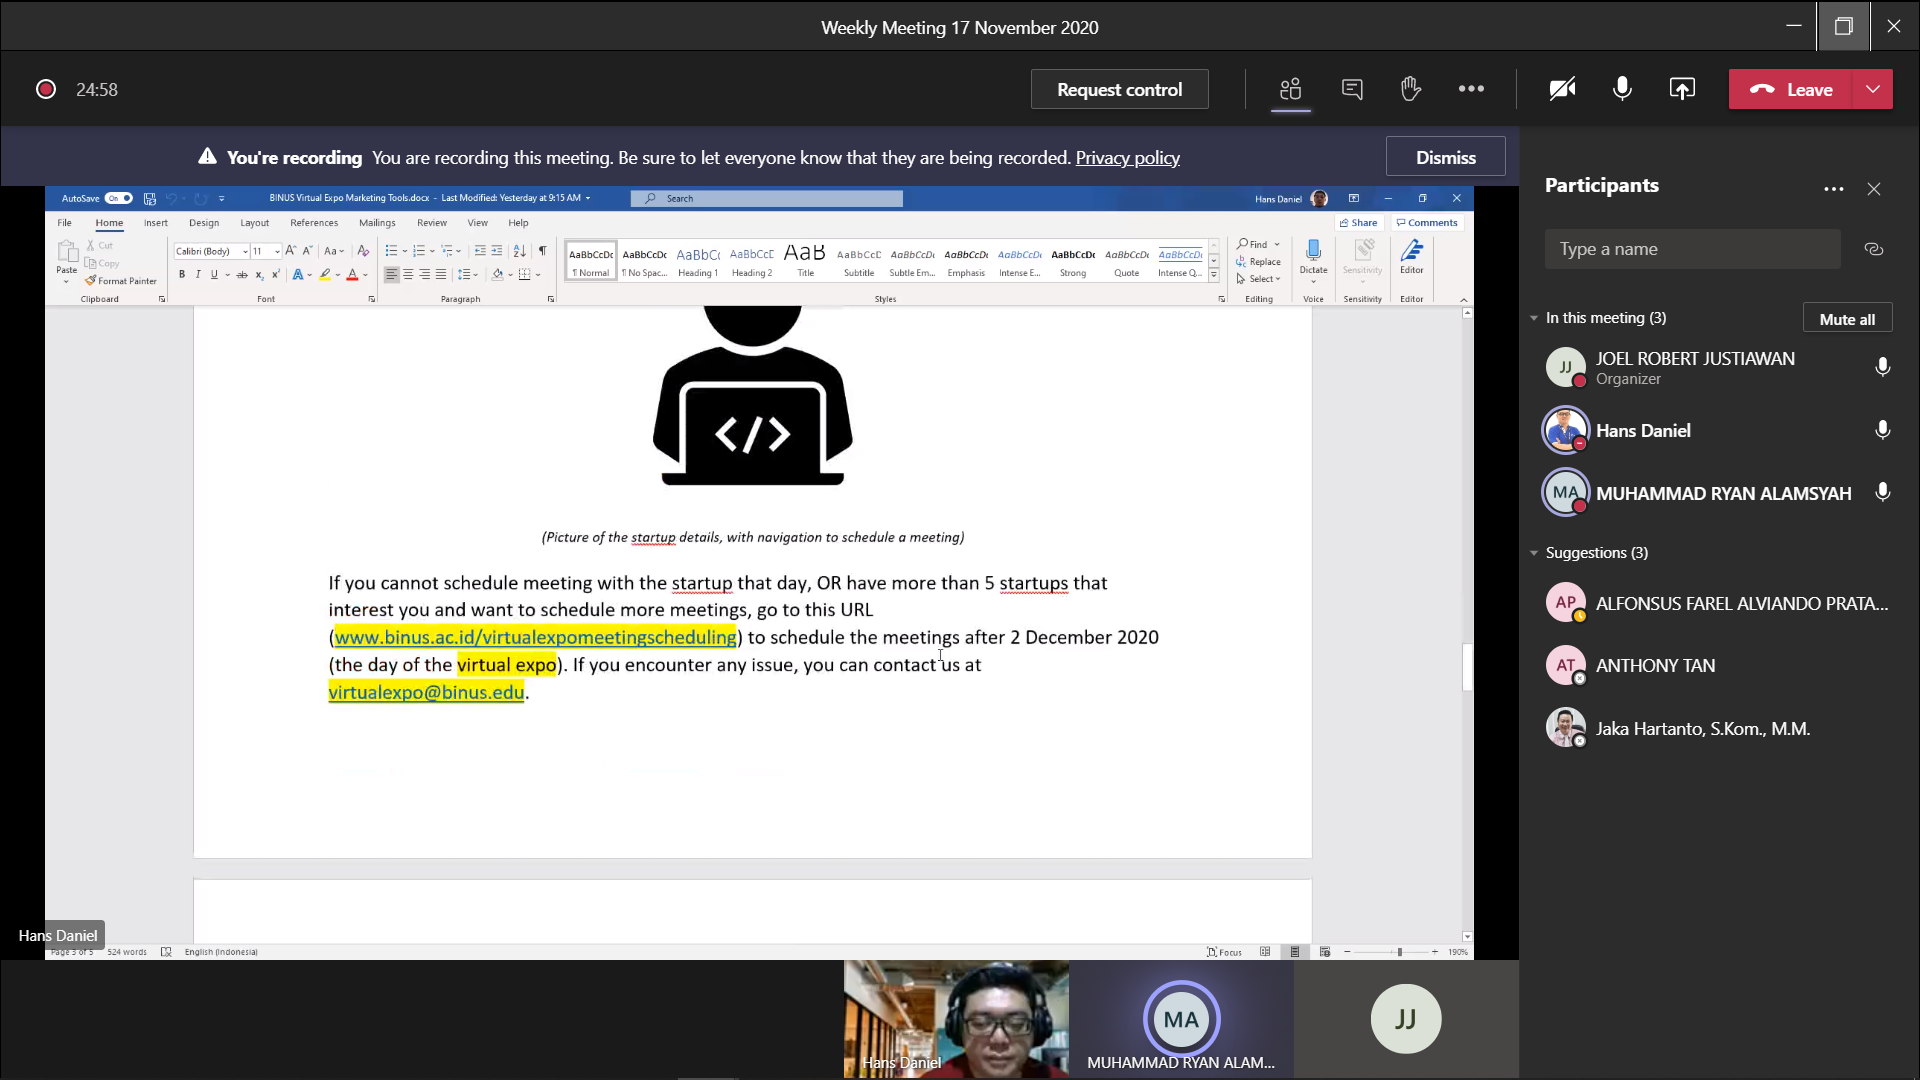 Weekly Meeting 17 November 2020
24:58
Request control
Leave
You're recording You are recording this meeting. Be sure to let everyone know that they are being recorded. Privacy policy
Dismiss
AutoSave On BINUS Virtual Expo Marketing Tools.docx - Last Modified: Yesterday at 9:15 AM Search Hans Daniel
File Home Insert Design Layout References Mailings Review View Help Share Comments
Paste
Cut
Copy
Format Painter
Calibri (Body) 11
AaBbCcDc AaBbCcDc AaBbCc AaBbCcD AaB AaBbCcD AaBbCcDc AaBbCcDc AaBbCcDc AaBbCcDc AaBbCcDc AaBbCcDc
¶ Normal ¶ No Spac... Heading 1 Heading 2 Title Subtitle Subtle Em... Emphasis Intense E... Strong Quote Intense Q...
Find
Replace
Select
Dictate
Sensitivity
Editor
Clipboard Font Paragraph Styles Editing Voice Sensitivity Editor
</>
(Picture of the startup details, with navigation to schedule a meeting)
If you cannot schedule meeting with the startup that day, OR have more than 5 startups that
interest you and want to schedule more meetings, go to this URL
(www.binus.ac.id/virtualexpomeetingscheduling) to schedule the meetings after 2 December 2020
(the day of the virtual expo). If you encounter any issue, you can contact us at
virtualexpo@binus.edu.
Hans Daniel
Page 3 of 5 524 words English (Indonesia) Focus 190%
Hans Daniel
MA
MUHAMMAD RYAN ALAM...
JJ
Participants
Type a name
In this meeting (3)
Mute all
JJ
JOEL ROBERT JUSTIAWAN
Organizer
Hans Daniel
MA
MUHAMMAD RYAN ALAMSYAH
Suggestions (3)
AP
ALFONSUS FAREL ALVIANDO PRATA...
AT
ANTHONY TAN
Jaka Hartanto, S.Kom., M.M.